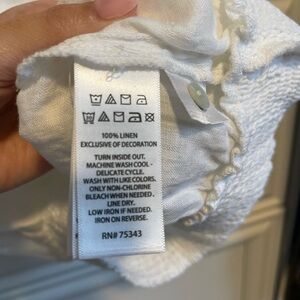 100% LINEN
EXCLUSIVE OF DECORATION
TURN INSIDE OUT.
MACHINE WASH COOL -
DELICATE CYCLE.
WASH WITH LIKE COLORS.
ONLY NON-CHLORINE
BLEACH WHEN NEEDED.
LINE DRY.
LOW IRON IF NEEDED.
IRON ON REVERSE.
RN# 75343